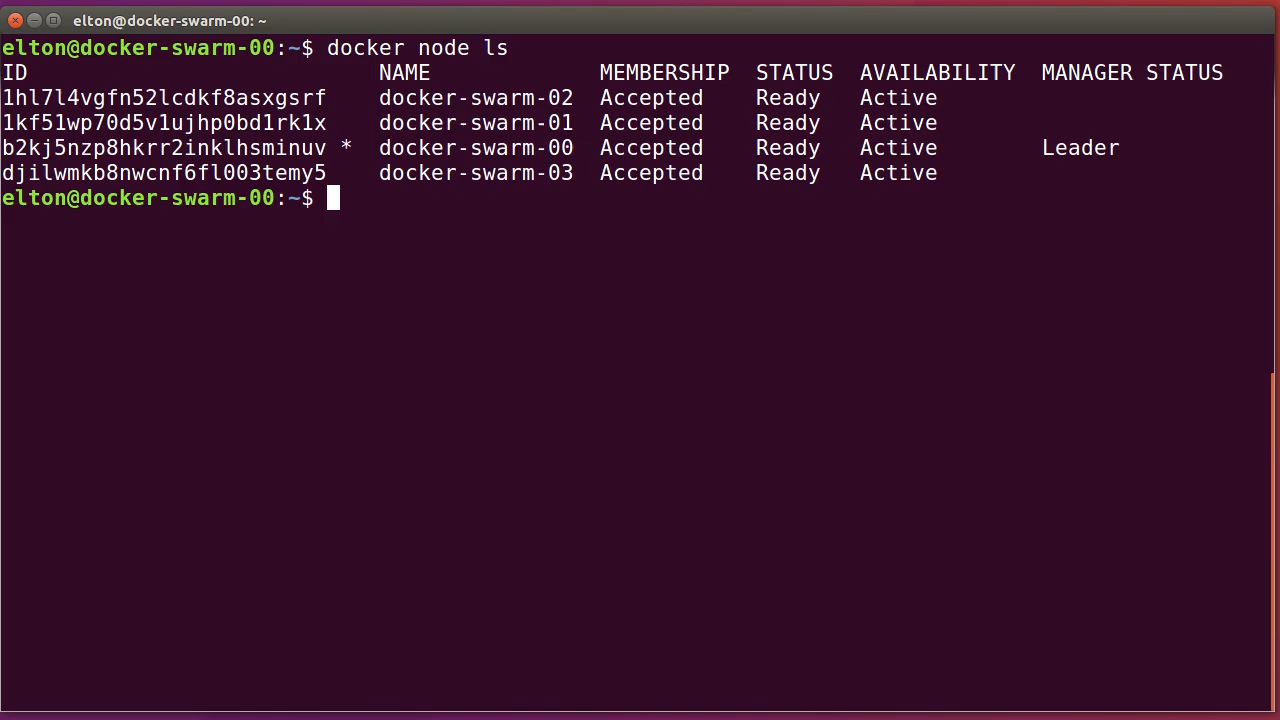 elton@docker-swarm-00: ~
elton@docker-swarm-00:~$ docker node ls
ID                           NAME             MEMBERSHIP  STATUS  AVAILABILITY  MANAGER STATUS
1hl7l4vgfn52lcdkf8asxgsrf    docker-swarm-02  Accepted    Ready   Active
1kf51wp70d5v1ujhp0bd1rk1x    docker-swarm-01  Accepted    Ready   Active
b2kj5nzp8hkrr2inklhsminuv *  docker-swarm-00  Accepted    Ready   Active        Leader
djilwmkb8nwcnf6fl003temy5    docker-swarm-03  Accepted    Ready   Active
elton@docker-swarm-00:~$